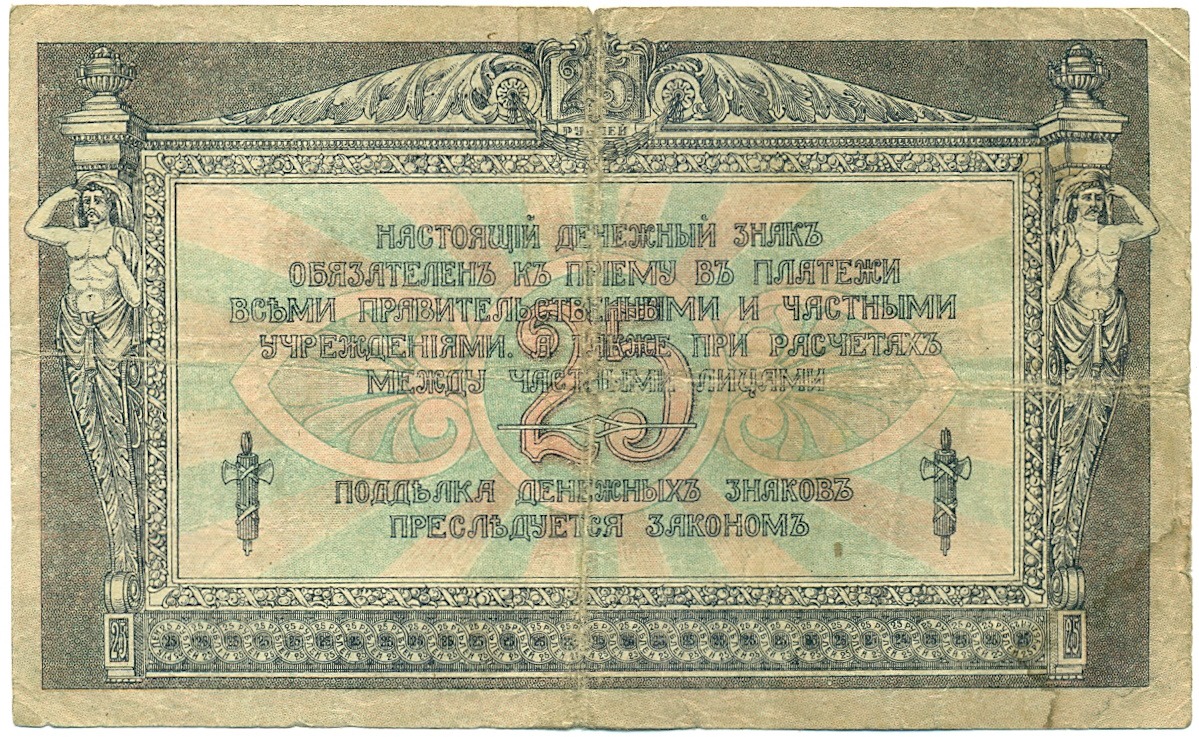 25
РУБЛЕЙ
НАСТОЯЩІЙ ДЕНЕЖНЫЙ ЗНАКЪ
ОБЯЗАТЕЛЕНЪ КЪ ПРІЕМУ ВЪ ПЛАТЕЖИ
ВСѢМИ ПРАВИТЕЛЬСТВЕННЫМИ И ЧАСТНЫМИ
УЧРЕЖДЕНІЯМИ. А ТАКЖЕ ПРИ РАСЧЕТАХЪ
МЕЖДУ ЧАСТНЫМИ ЛИЦАМИ
25
ПОДДѢЛКА ДЕНЕЖНЫХЪ ЗНАКОВЪ
ПРЕСЛѢДУЕТСЯ ЗАКОНОМЪ
25 25